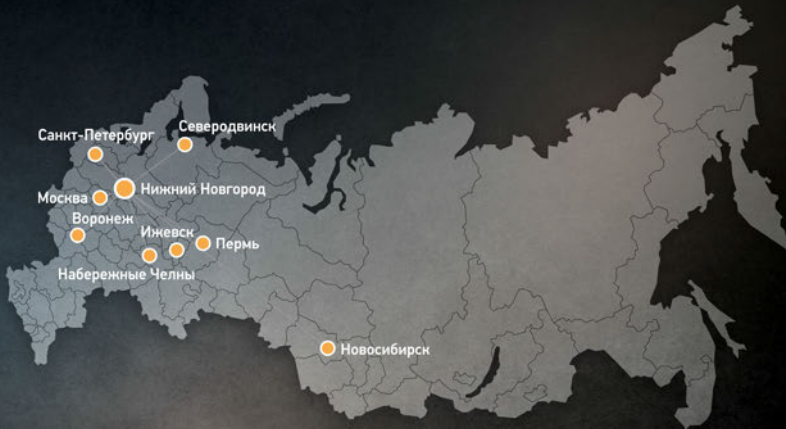 Санкт-Петербург
Северодвинск
Нижний Новгород
Москва
Воронеж
Ижевск
Пермь
Набережные Челны
Новосибирск